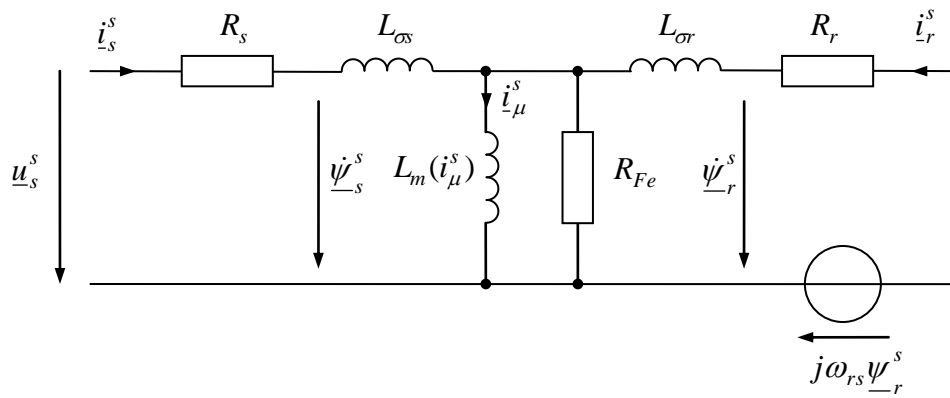 i_s^s
R_s
L_σs
L_σr
R_r
i_r^s
i_μ^s
u_s^s
ψ̇_s^s
L_m(i_μ^s)
R_Fe
ψ̇_r^s
jω_rs ψ_r^s